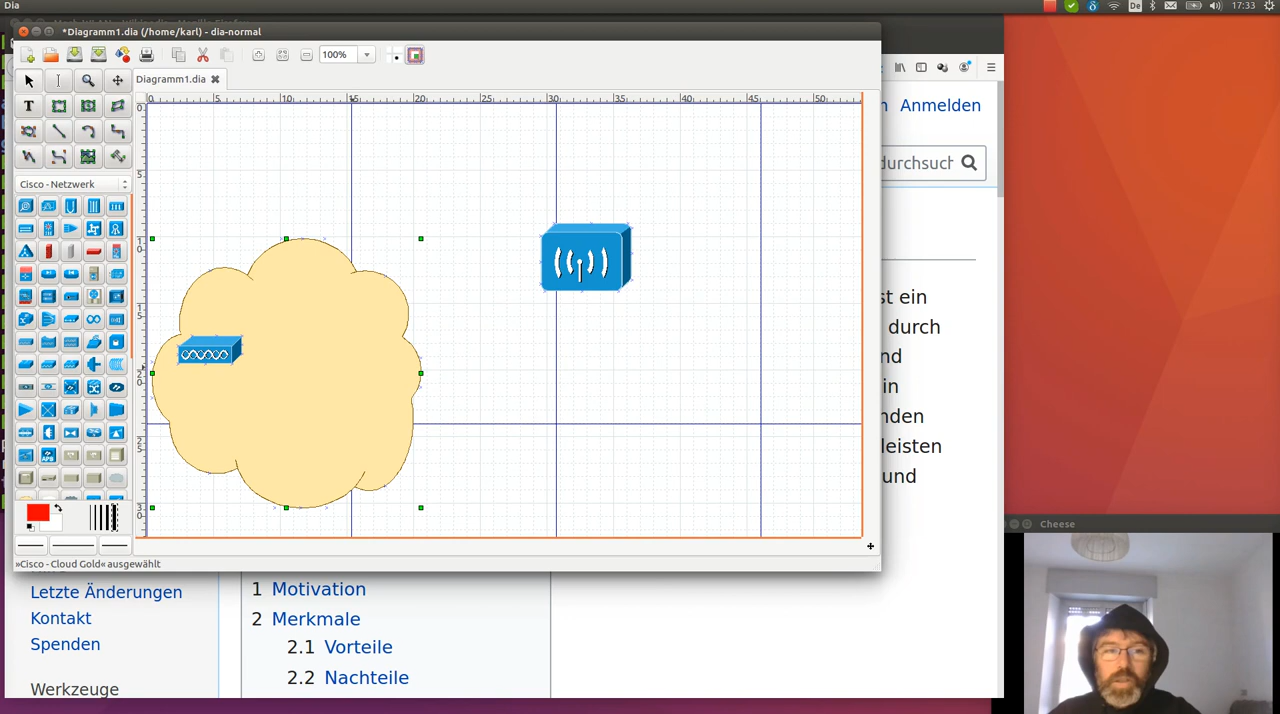 Dia
De
17:33
*Diagramm1.dia (/home/karl) - dia-normal
100%
Diagramm1.dia
T
Cisco - Netzwerk
0 5 10 15 20 25 30 35 40 46 50
»Cisco - Cloud Gold« ausgewählt
Anmelden
durchsuch
st ein
durch
nd
in
nden
leisten
und
Cheese
Letzte Änderungen
Kontakt
Spenden
Werkzeuge
1 Motivation
2 Merkmale
2.1 Vorteile
2.2 Nachteile